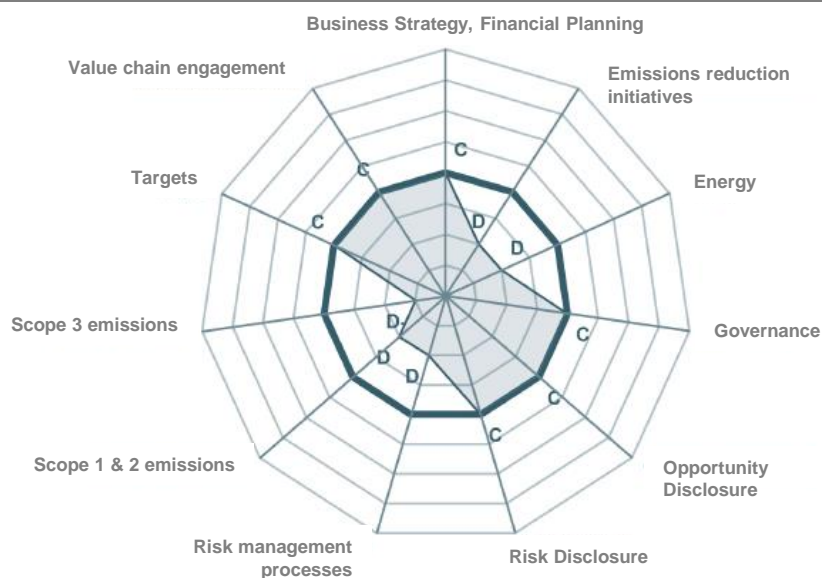 Business Strategy, Financial Planning
Value chain engagement
Emissions reduction
initiatives
C
C
Targets
Energy
C
D
D
Scope 3 emissions
Governance
D-
C
D
D
C
C
Scope 1 & 2 emissions
Opportunity
Disclosure
Risk management
processes
Risk Disclosure